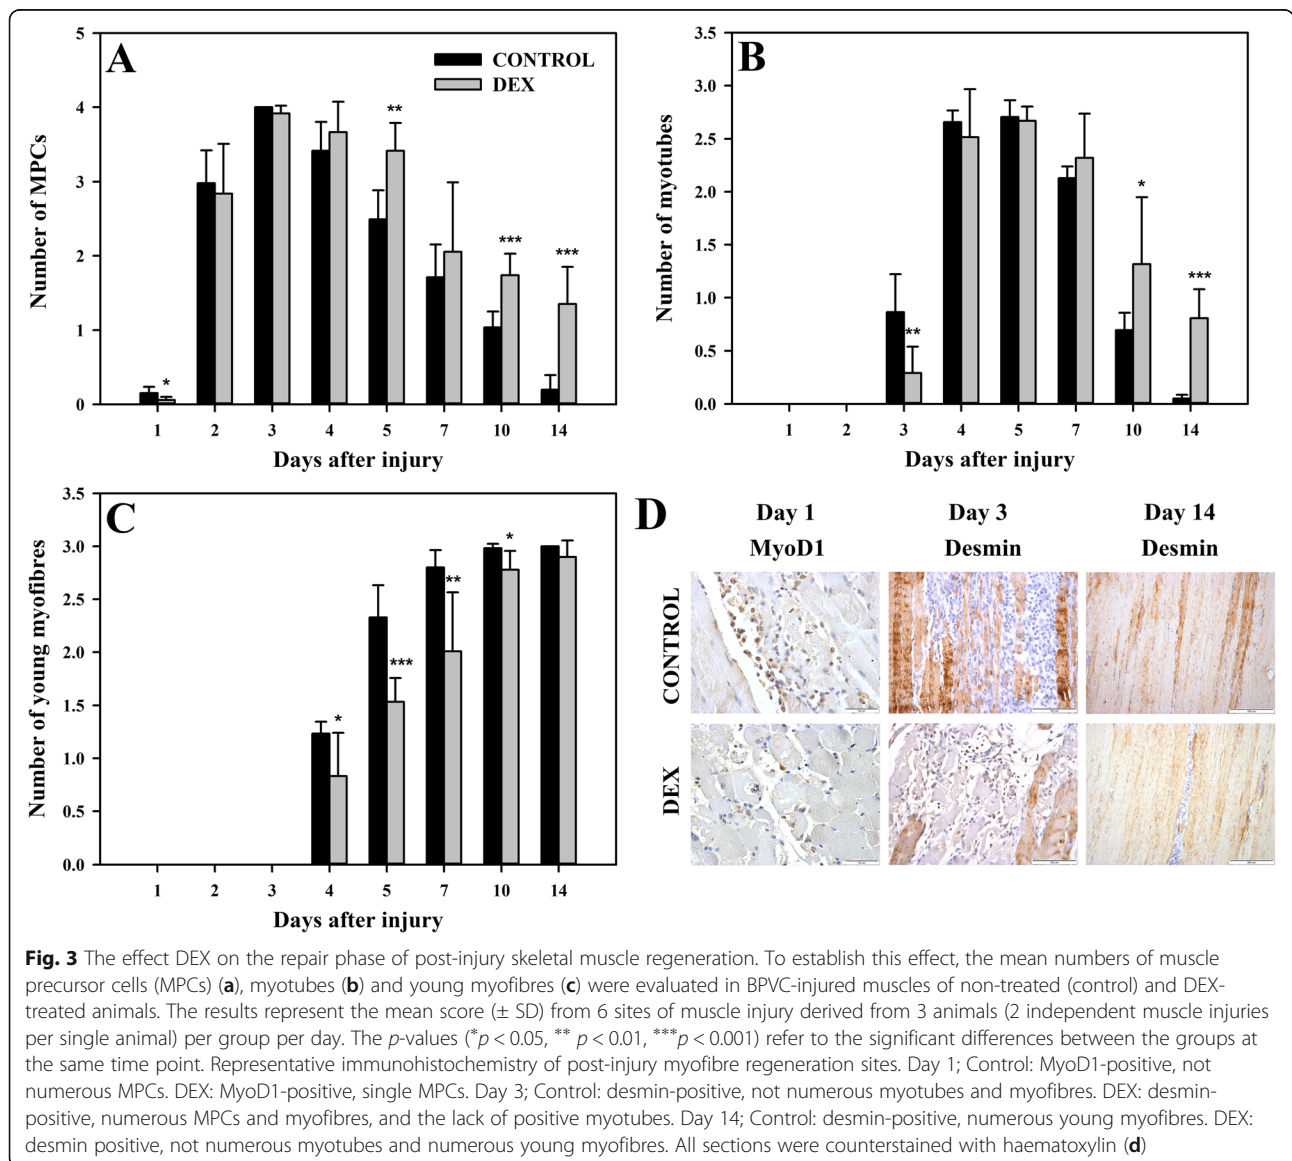 A
CONTROL
DEX
Number of MPCs
5
4
3
2
1
0
*
**
***
***
1 2 3 4 5 7 10 14
Days after injury
B
Number of myotubes
3.5
3.0
2.5
2.0
1.5
1.0
0.5
0.0
**
*
***
1 2 3 4 5 7 10 14
Days after injury
C
Number of young myofibres
3.5
3.0
2.5
2.0
1.5
1.0
0.5
0.0
*
***
**
*
1 2 3 4 5 7 10 14
Days after injury
D
Day 1 Day 3 Day 14
MyoD1 Desmin Desmin
CONTROL
DEX
Fig. 3 The effect DEX on the repair phase of post-injury skeletal muscle regeneration. To establish this effect, the mean numbers of muscle
precursor cells (MPCs) (a), myotubes (b) and young myofibres (c) were evaluated in BPVC-injured muscles of non-treated (control) and DEX-
treated animals. The results represent the mean score (± SD) from 6 sites of muscle injury derived from 3 animals (2 independent muscle injuries
per single animal) per group per day. The p-values (*p < 0.05, ** p < 0.01, ***p < 0.001) refer to the significant differences between the groups at
the same time point. Representative immunohistochemistry of post-injury myofibre regeneration sites. Day 1; Control: MyoD1-positive, not
numerous MPCs. DEX: MyoD1-positive, single MPCs. Day 3; Control: desmin-positive, not numerous myotubes and myofibres. DEX: desmin-
positive, numerous MPCs and myofibres, and the lack of positive myotubes. Day 14; Control: desmin-positive, numerous young myofibres. DEX:
desmin positive, not numerous myotubes and numerous young myofibres. All sections were counterstained with haematoxylin (d)